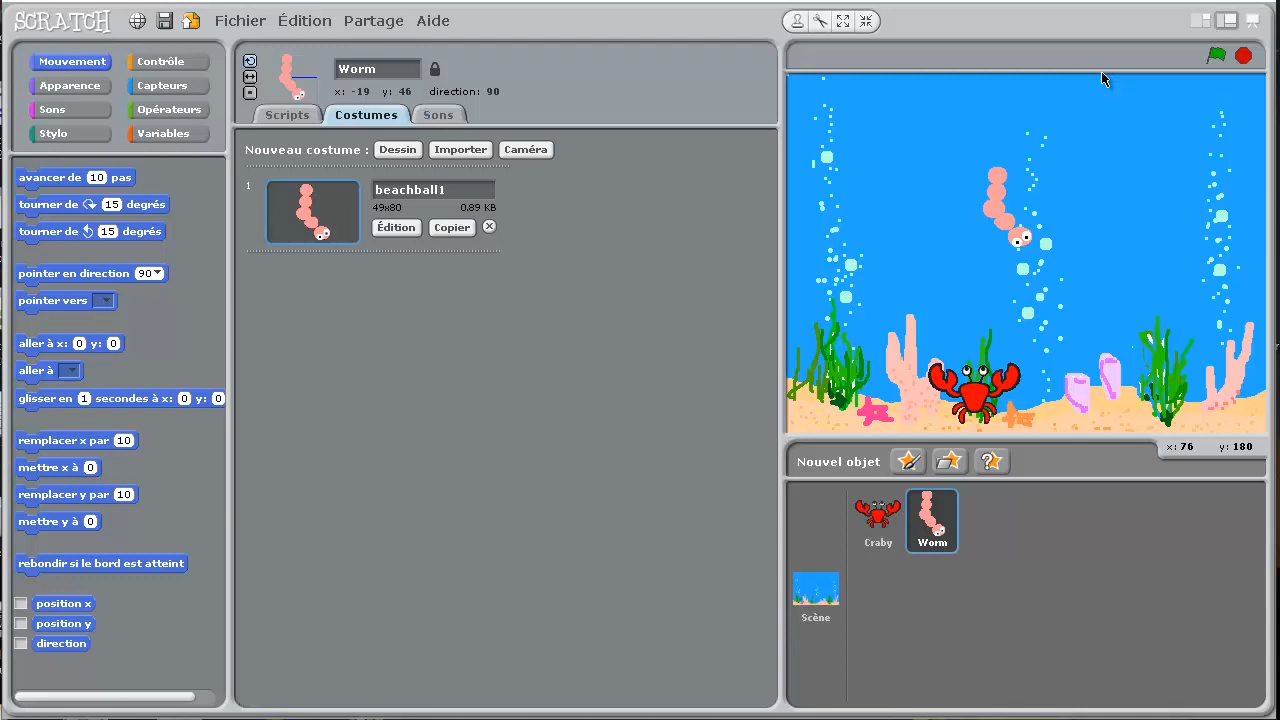 SCRATCH Fichier Édition Partage Aide
Mouvement Contrôle
Apparence Capteurs
Sons Opérateurs
Stylo Variables
avancer de 10 pas
tourner de 15 degrés
tourner de 15 degrés
pointer en direction 90
pointer vers
aller à x: 0 y: 0
aller à
glisser en 1 secondes à x: 0 y: 0
remplacer x par 10
mettre x à 0
remplacer y par 10
mettre y à 0
rebondir si le bord est atteint
position x
position y
direction
Worm
x: -19 y: 46 direction: 90
Scripts Costumes Sons
Nouveau costume : Dessin Importer Caméra
1
beachball1
49x80 0.89 KB
Édition Copier
x: 76 y: 180
Nouvel objet
Craby Worm
Scène